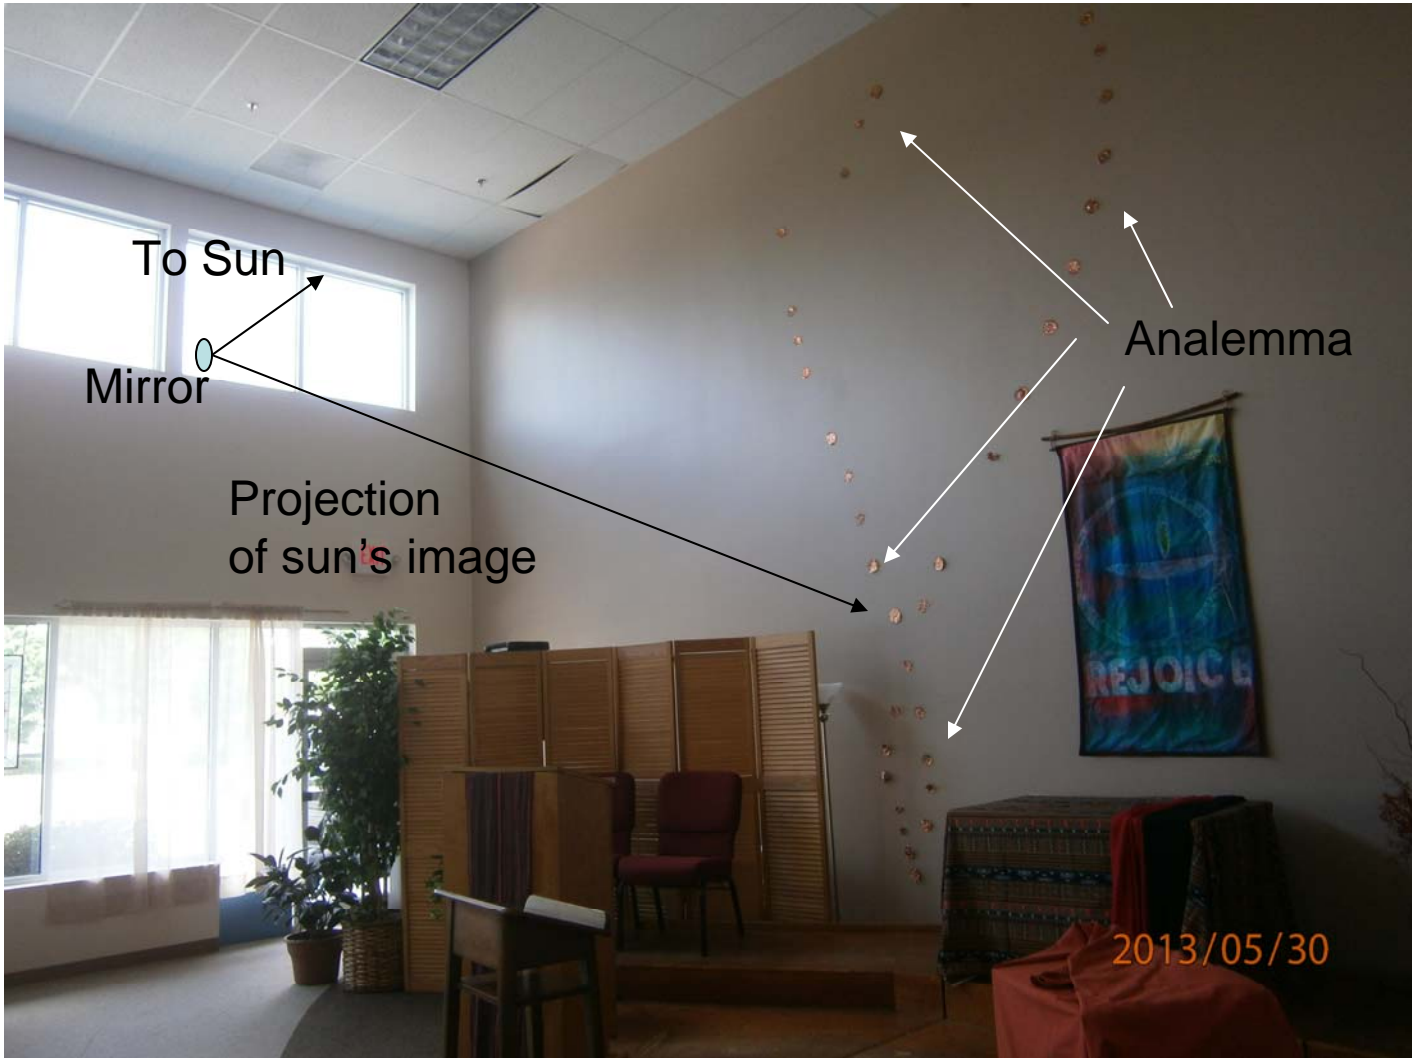 To Sun
Mirror
Analemma
Projection
of sun's image
REJOICE
2013/05/30